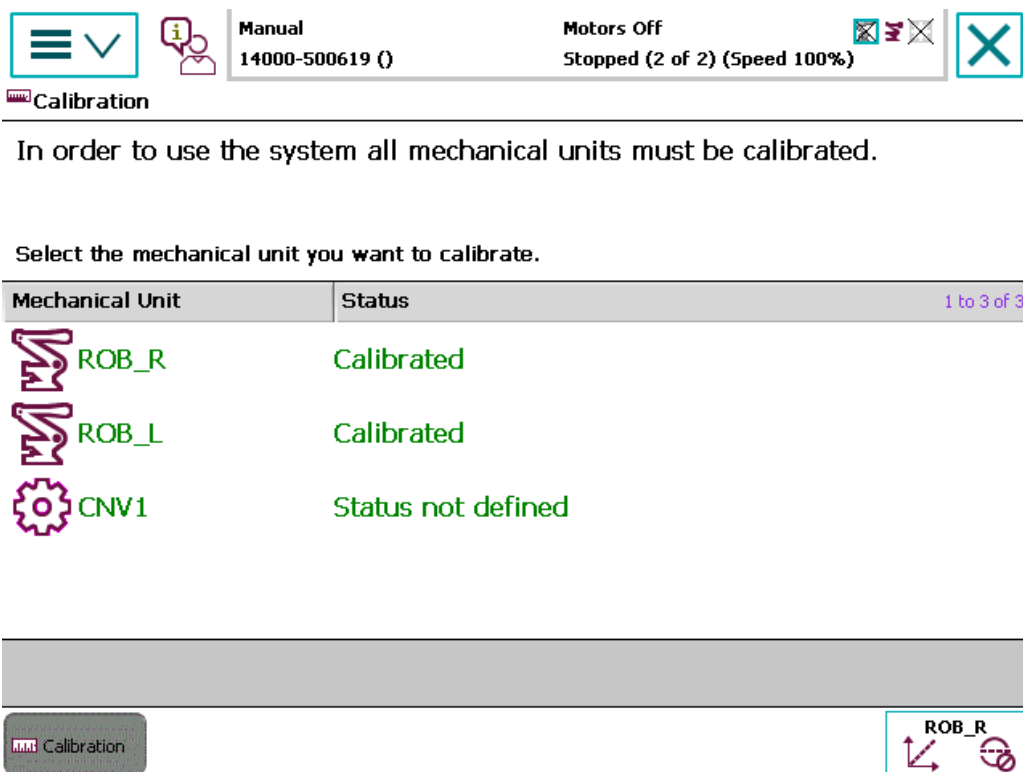 Manual
14000-500619 ()
Motors Off
Stopped (2 of 2) (Speed 100%)
Calibration
In order to use the system all mechanical units must be calibrated.
Select the mechanical unit you want to calibrate.
Mechanical Unit Status 1 to 3 of 3
ROB_R Calibrated
ROB_L Calibrated
CNV1 Status not defined
Calibration
ROB_R